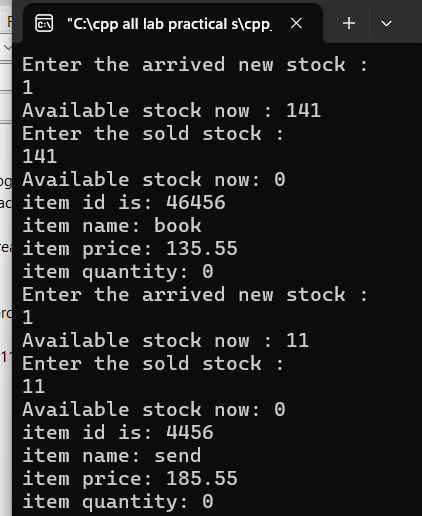 "C:\cpp all lab practical s\cpp_
Enter the arrived new stock :
1
Available stock now : 141
Enter the sold stock :
141
Available stock now: 0
item id is: 46456
item name: book
item price: 135.55
item quantity: 0
Enter the arrived new stock :
1
Available stock now : 11
Enter the sold stock :
11
Available stock now: 0
item id is: 4456
item name: send
item price: 185.55
item quantity: 0